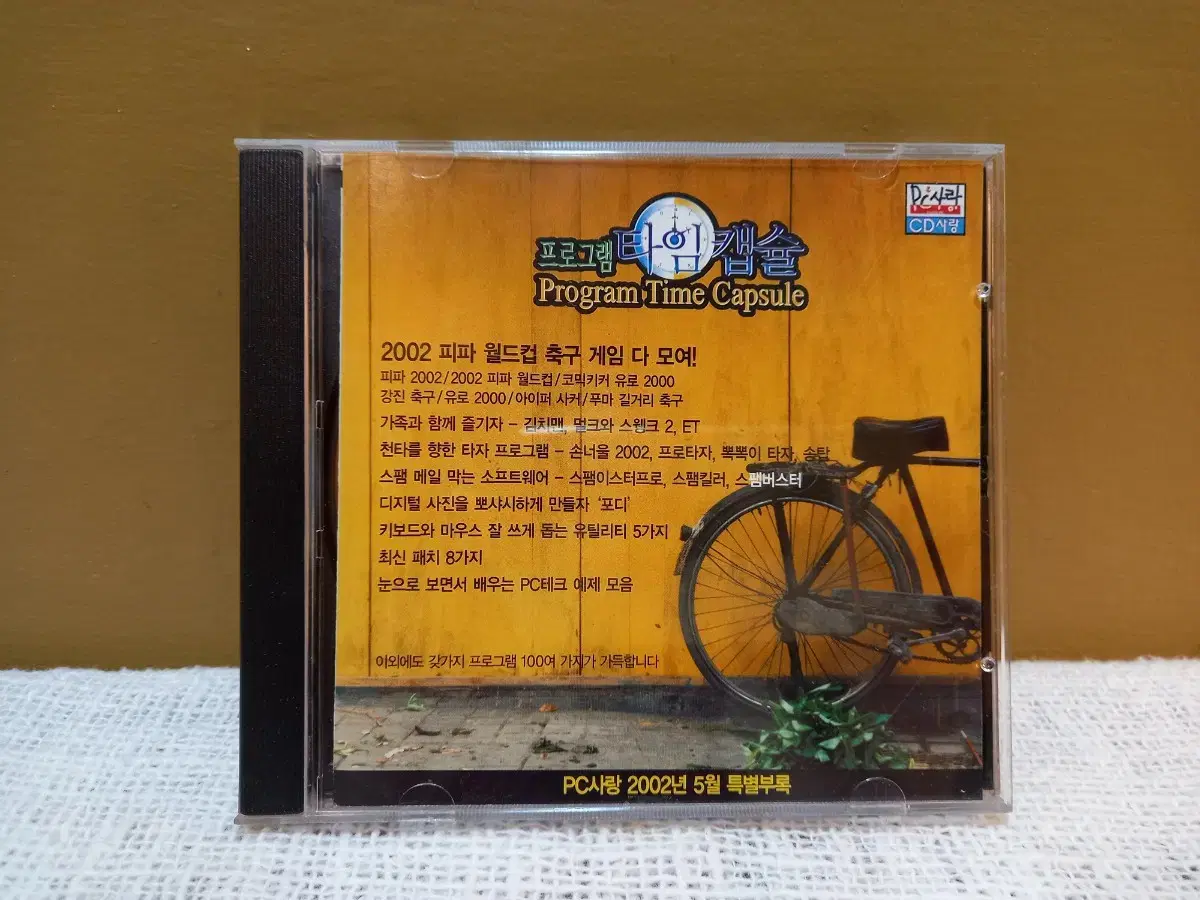 Pc사랑
CD사랑
프로그램 타임캡슐
Program Time Capsule
2002 피파 월드컵 축구 게임 다 모여!
피파 2002/2002 피파 월드컵/코믹키커 유로 2000
강진 축구/유로 2000/아이퍼 사커/푸마 길거리 축구
가족과 함께 즐기자 - 김치맨, 멀크와 스웽크 2, ET
천타를 향한 타자 프로그램 - 손너울 2002, 프로타자, 뽁뽁이 타자, 송탑
스팸 메일 막는 소프트웨어 - 스팸이스터프로, 스팸킬러, 스팸버스터
디지털 사진을 뽀샤시하게 만들자 '포디'
키보드와 마우스 잘 쓰게 돕는 유틸리티 5가지
최신 패치 8가지
눈으로 보면서 배우는 PC테크 예제 모음
이외에도 갖가지 프로그램 100여 가지가 가득합니다
PC사랑 2002년 5월 특별부록